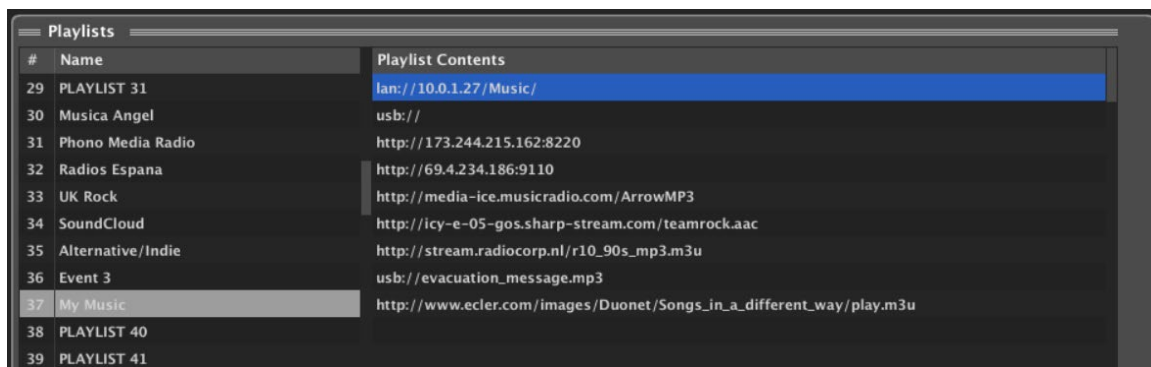 Playlists
# Name Playlist Contents
29 PLAYLIST 31 lan://10.0.1.27/Music/
30 Musica Angel usb://
31 Phono Media Radio http://173.244.215.162:8220
32 Radios Espana http://69.4.234.186:9110
33 UK Rock http://media-ice.musicradio.com/ArrowMP3
34 SoundCloud http://icy-e-05-gos.sharp-stream.com/teamrock.aac
35 Alternative/Indie http://stream.radiocorp.nl/r10_90s_mp3.m3u
36 Event 3 usb://evacuation_message.mp3
37 My Music http://www.ecler.com/images/Duonet/Songs_in_a_different_way/play.m3u
38 PLAYLIST 40
39 PLAYLIST 41